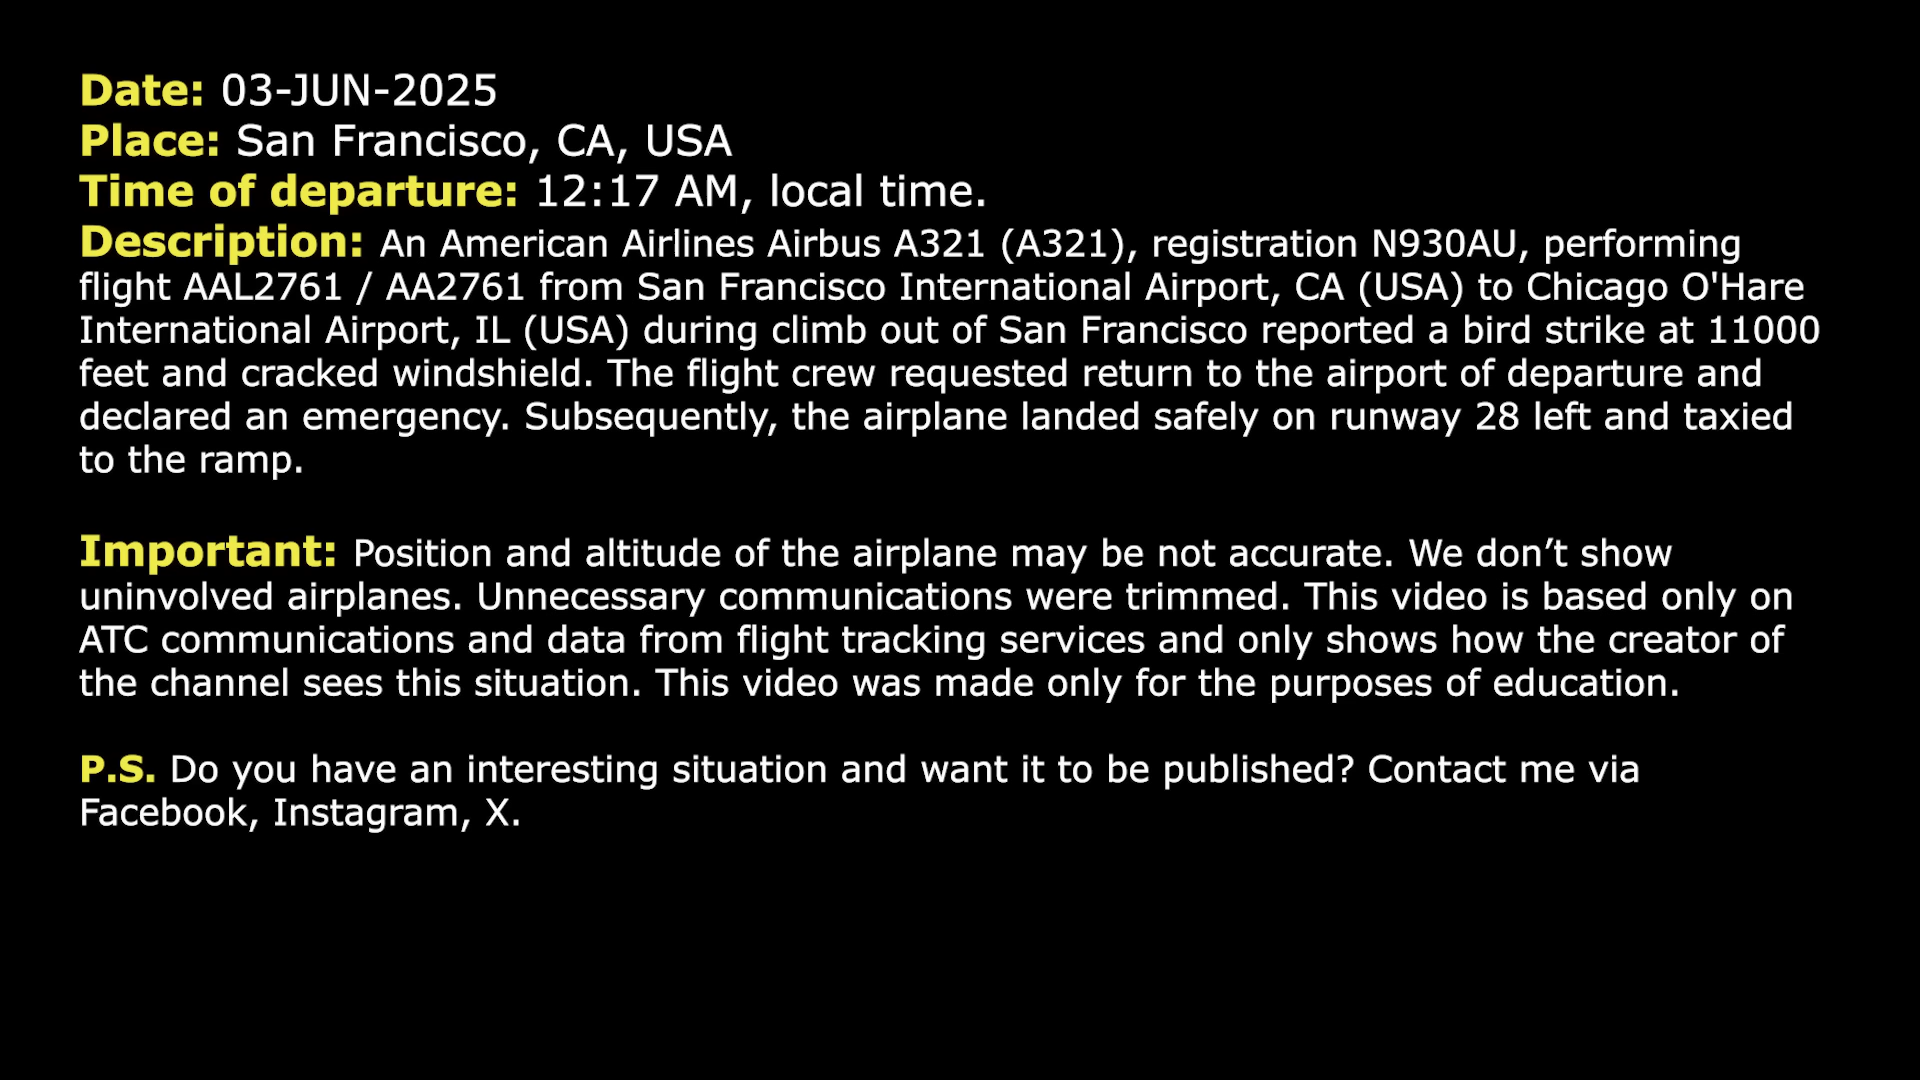 Date: 03-JUN-2025
Place: San Francisco, CA, USA
Time of departure: 12:17 AM, local time.
Description: An American Airlines Airbus A321 (A321), registration N930AU, performing
flight AAL2761 / AA2761 from San Francisco International Airport, CA (USA) to Chicago O'Hare
International Airport, IL (USA) during climb out of San Francisco reported a bird strike at 11000
feet and cracked windshield. The flight crew requested return to the airport of departure and
declared an emergency. Subsequently, the airplane landed safely on runway 28 left and taxied
to the ramp.
Important: Position and altitude of the airplane may be not accurate. We don’t show
uninvolved airplanes. Unnecessary communications were trimmed. This video is based only on
ATC communications and data from flight tracking services and only shows how the creator of
the channel sees this situation. This video was made only for the purposes of education.
P.S. Do you have an interesting situation and want it to be published? Contact me via
Facebook, Instagram, X.